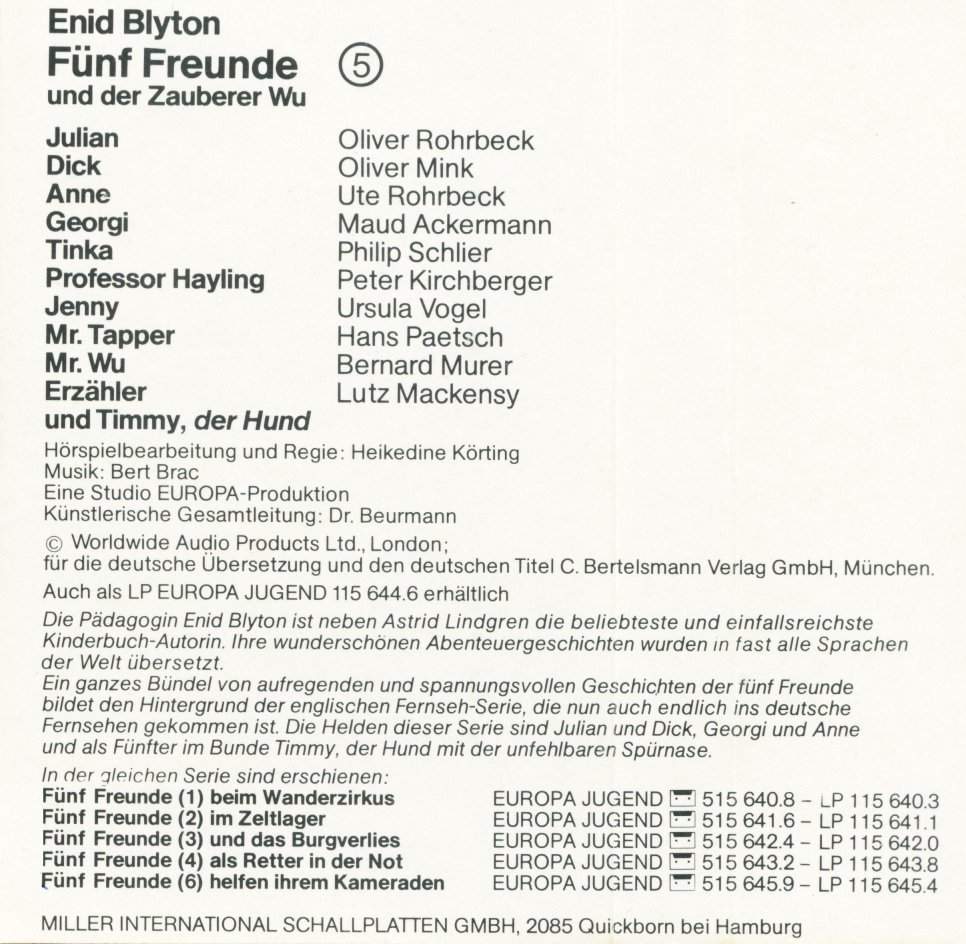 Enid Blyton
Fünf Freunde 5
und der Zauberer Wu
Julian Oliver Rohrbeck
Dick Oliver Mink
Anne Ute Rohrbeck
Georgi Maud Ackermann
Tinka Philip Schlier
Professor Hayling Peter Kirchberger
Jenny Ursula Vogel
Mr. Tapper Hans Paetsch
Mr. Wu Bernard Murer
Erzähler Lutz Mackensy
und Timmy, der Hund
Hörspielbearbeitung und Regie: Heikedine Körting
Musik: Bert Brac
Eine Studio EUROPA-Produktion
Künstlerische Gesamtleitung: Dr. Beurmann
© Worldwide Audio Products Ltd., London;
für die deutsche Übersetzung und den deutschen Titel C. Bertelsmann Verlag GmbH, München.
Auch als LP EUROPA JUGEND 115 644.6 erhältlich
Die Pädagogin Enid Blyton ist neben Astrid Lindgren die beliebteste und einfallsreichste
Kinderbuch-Autorin. Ihre wunderschönen Abenteuergeschichten wurden in fast alle Sprachen
der Welt übersetzt.
Ein ganzes Bündel von aufregenden und spannungsvollen Geschichten der fünf Freunde
bildet den Hintergrund der englischen Fernseh-Serie, die nun auch endlich ins deutsche
Fernsehen gekommen ist. Die Helden dieser Serie sind Julian und Dick, Georgi und Anne
und als Fünfter im Bunde Timmy, der Hund mit der unfehlbaren Spürnase.
In der gleichen Serie sind erschienen:
Fünf Freunde (1) beim Wanderzirkus EUROPA JUGEND 515 640.8 – LP 115 640.3
Fünf Freunde (2) im Zeltlager EUROPA JUGEND 515 641.6 – LP 115 641.1
Fünf Freunde (3) und das Burgverlies EUROPA JUGEND 515 642.4 – LP 115 642.0
Fünf Freunde (4) als Retter in der Not EUROPA JUGEND 515 643.2 – LP 115 643.8
Fünf Freunde (6) helfen ihrem Kameraden EUROPA JUGEND 515 645.9 – LP 115 645.4
MILLER INTERNATIONAL SCHALLPLATTEN GMBH, 2085 Quickborn bei Hamburg